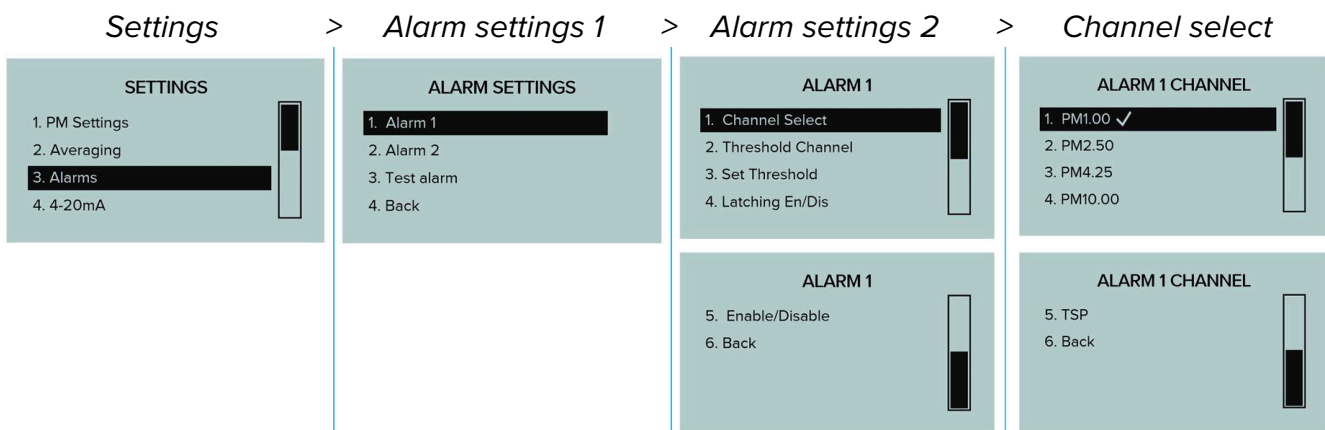 Settings > Alarm settings 1 > Alarm settings 2 > Channel select
SETTINGS
1. PM Settings
2. Averaging
3. Alarms
4. 4-20mA
ALARM SETTINGS
1. Alarm 1
2. Alarm 2
3. Test alarm
4. Back
ALARM 1
1. Channel Select
2. Threshold Channel
3. Set Threshold
4. Latching En/Dis
ALARM 1
5. Enable/Disable
6. Back
ALARM 1 CHANNEL
1. PM1.00 ✓
2. PM2.50
3. PM4.25
4. PM10.00
ALARM 1 CHANNEL
5. TSP
6. Back